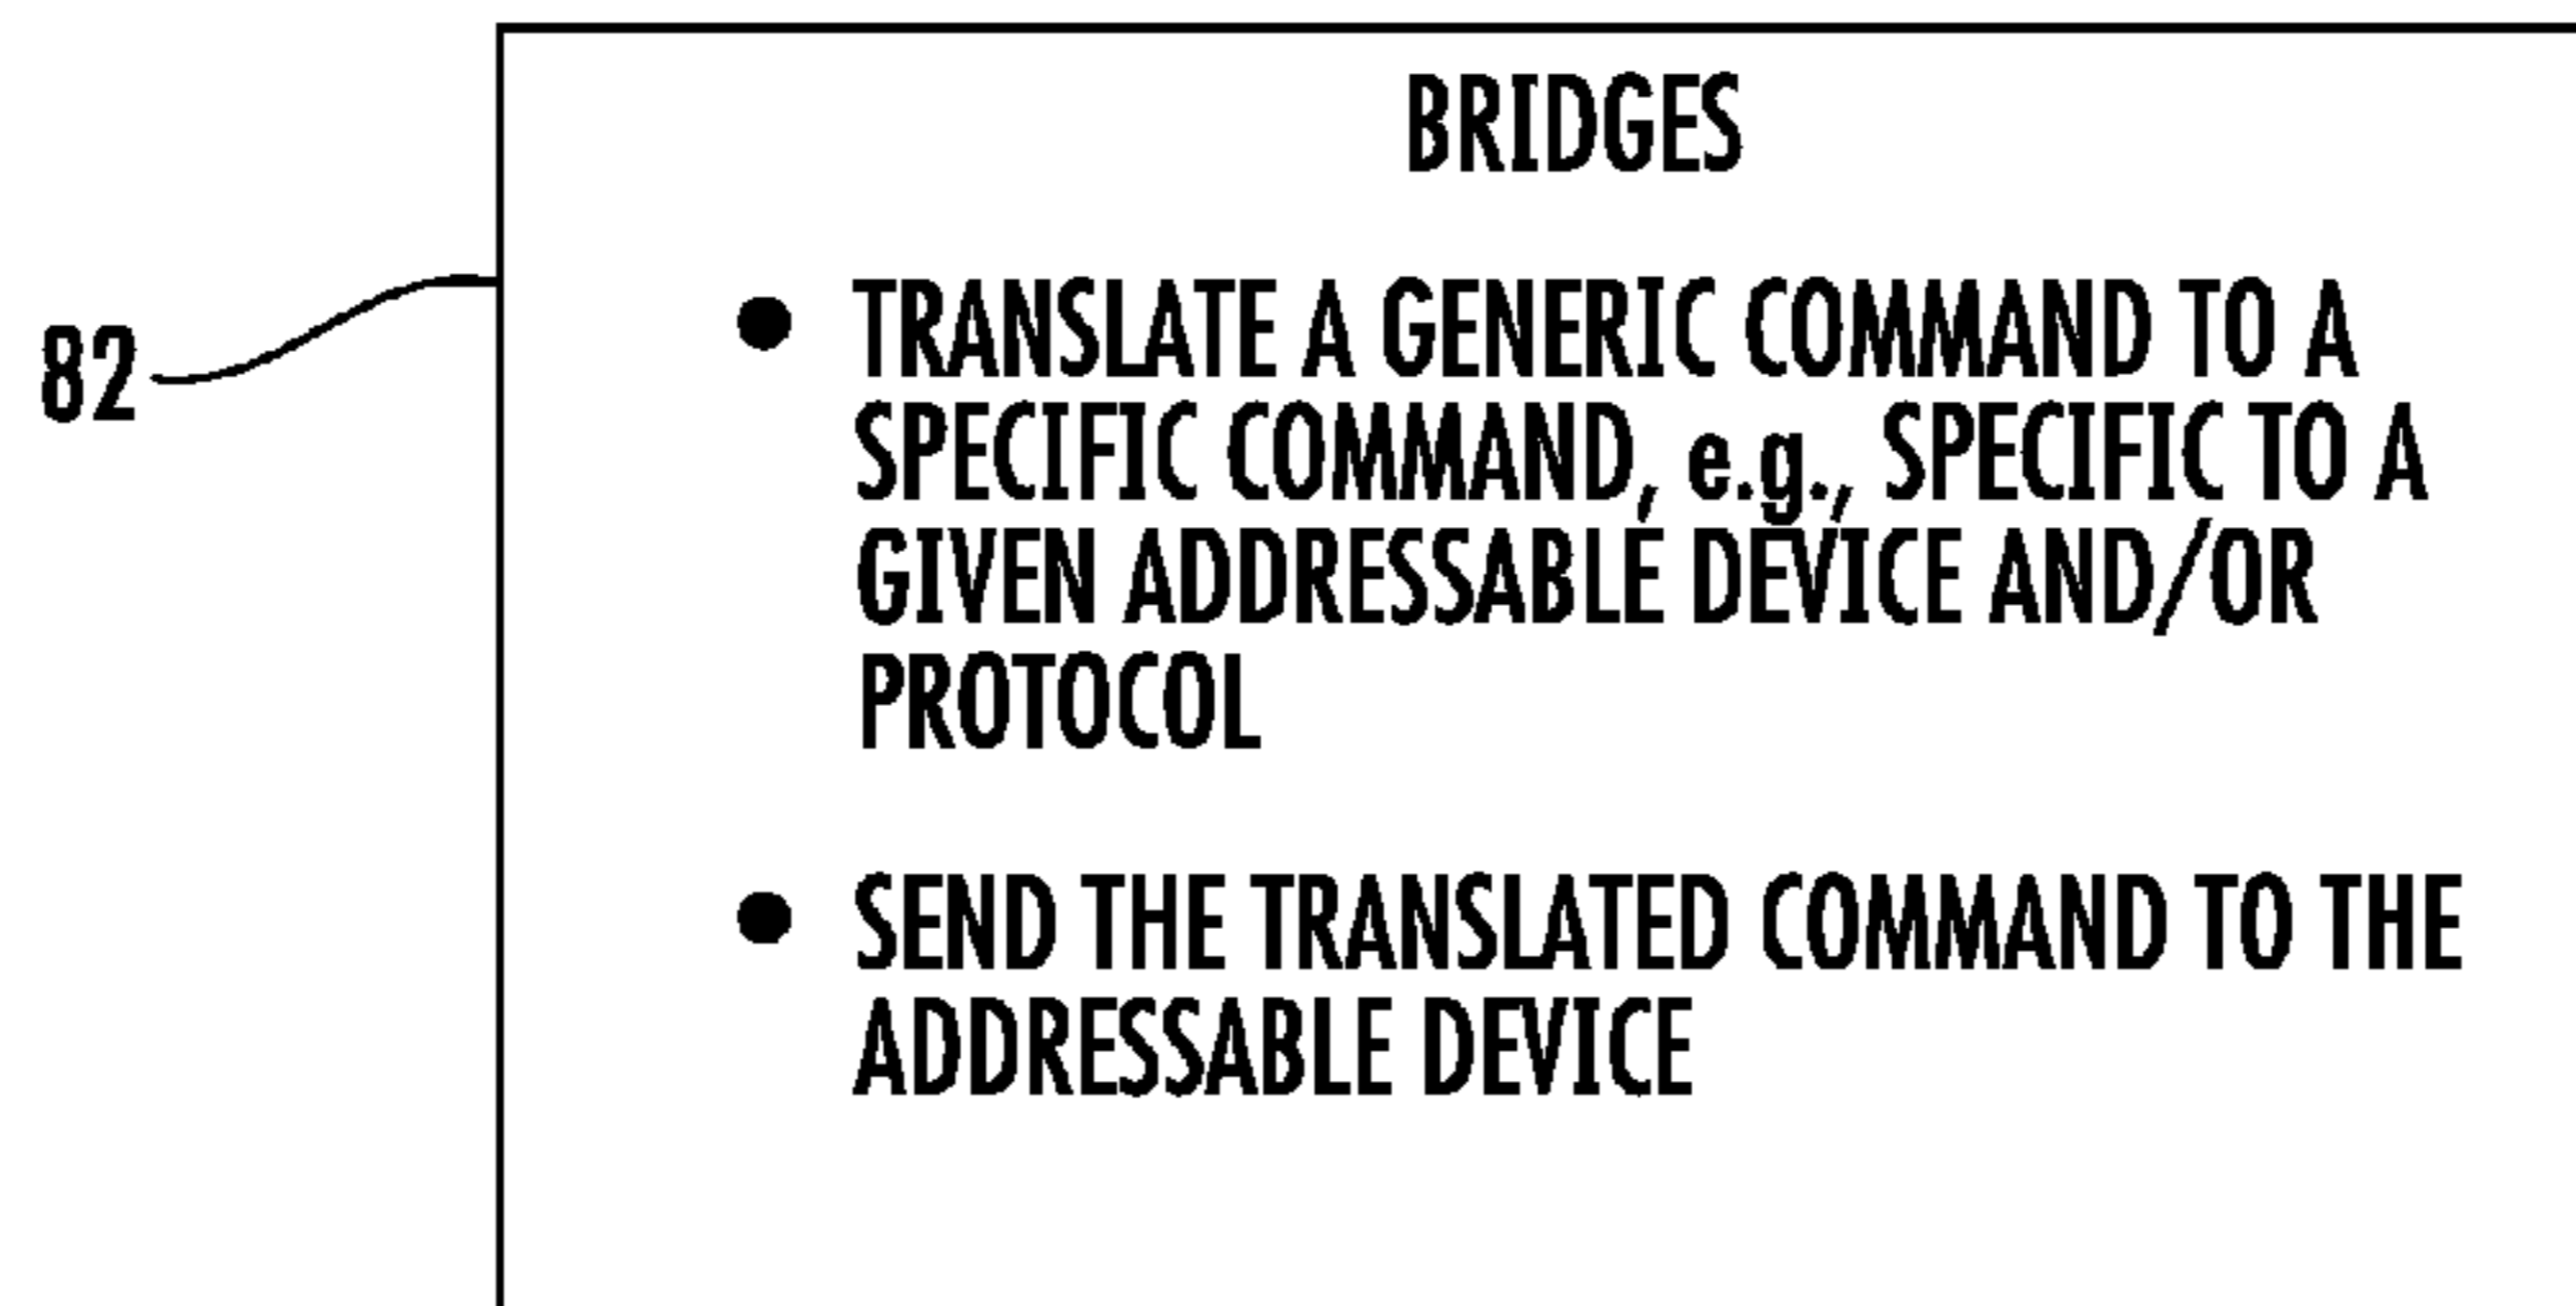 BRIDGES
● TRANSLATE A GENERIC COMMAND TO A
SPECIFIC COMMAND, e.g., SPECIFIC TO A
GIVEN ADDRESSABLE DEVICE AND/OR
PROTOCOL
82
● SEND THE TRANSLATED COMMAND TO THE
ADDRESSABLE DEVICE